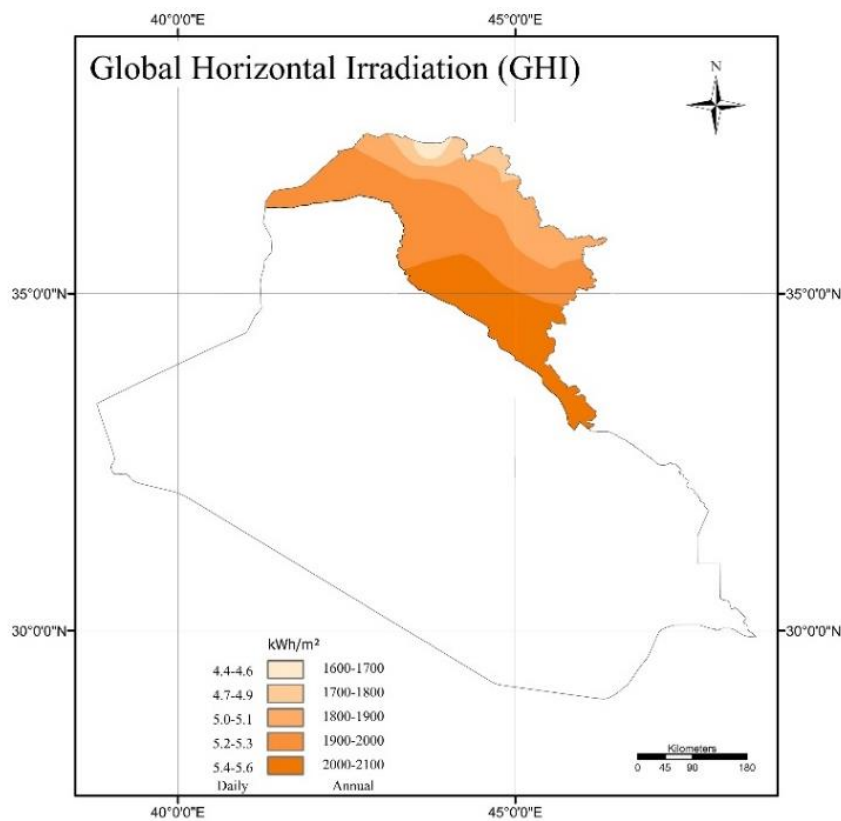 40°0'0"E 45°0'0"E
Global Horizontal Irradiation (GHI)
N
35°0'0"N 35°0'0"N
30°0'0"N 30°0'0"N
kWh/m²
4.4-4.6 1600-1700
4.7-4.9 1700-1800
5.0-5.1 1800-1900
5.2-5.3 1900-2000
5.4-5.6 2000-2100
Daily Annual
Kilometers
0 45 90 180
40°0'0"E 45°0'0"E